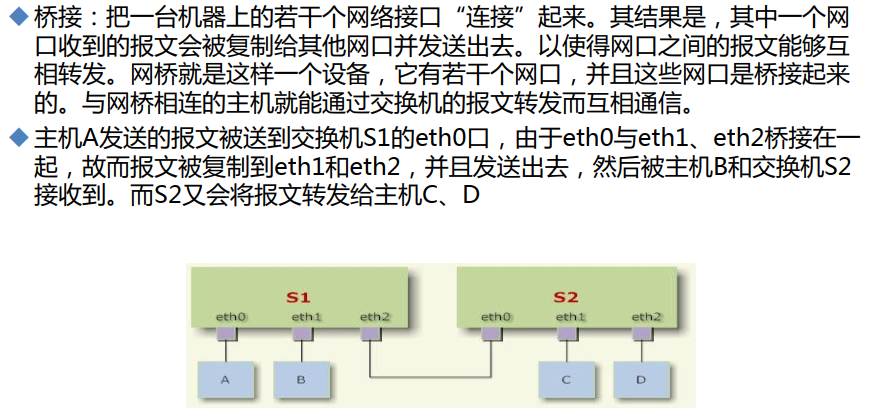 桥接：把一台机器上的若干个网络接口“连接”起来。其结果是，其中一个网
口收到的报文会被复制给其他网口并发送出去。以使得网口之间的报文能够互
相转发。网桥就是这样一个设备，它有若干个网口，并且这些网口是桥接起来
的。与网桥相连的主机就能通过交换机的报文转发而互相通信。
主机A发送的报文被送到交换机S1的eth0口，由于eth0与eth1、eth2桥接在一
起，故而报文被复制到eth1和eth2，并且发送出去，然后被主机B和交换机S2
接收到。而S2又会将报文转发给主机C、D
S1 S2
eth0 eth1 eth2 eth0 eth1 eth2
A B C D